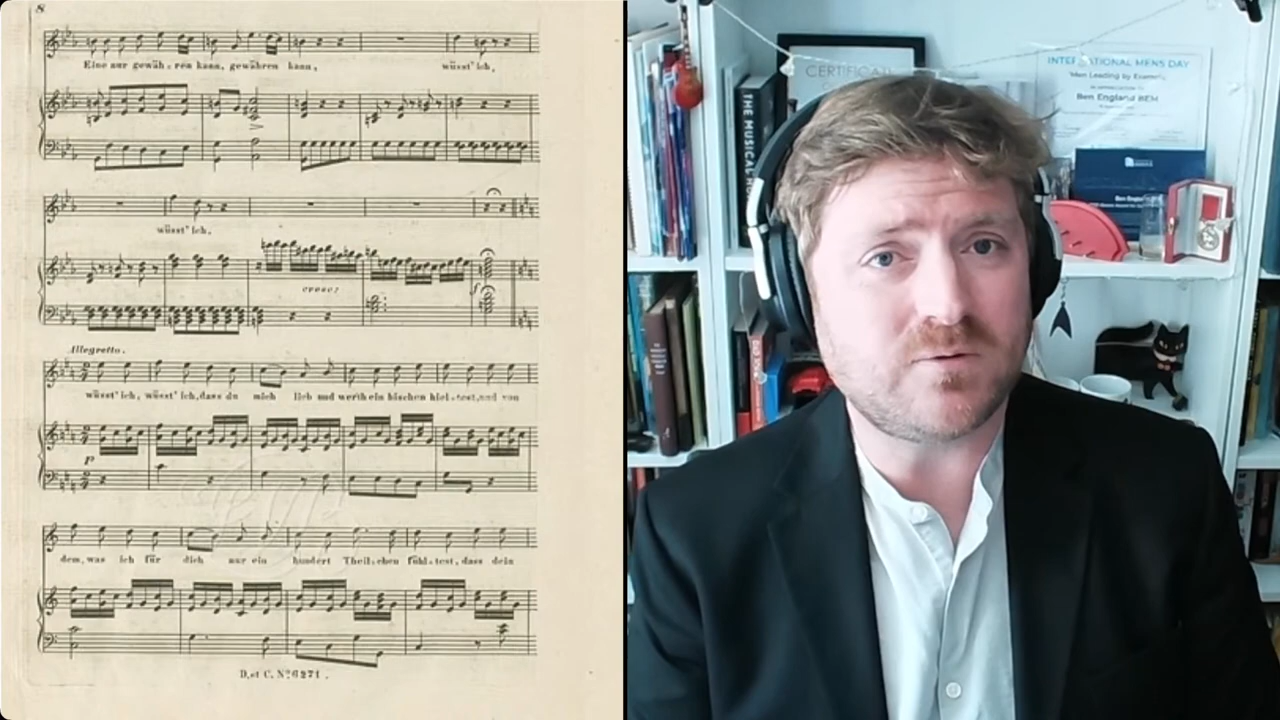 8
Eine nur gewäh-ren kann, gewähren kann, wüsst' ich,
wüsst' ich,
cresc:
f
Allegretto.
wüsst' ich, wüsst' ich, dass du mich lieb und werth ein bischen hiel-test, und von
p
dem, was ich für dich nur ein hundert Theil-chen fühl-test, dass dein
D. et C. Nº 6271.
CERTIFICATE
THE MUSICAL
INTERNATIONAL MENS DAY
'Men Leading by Example
Ben England BEM